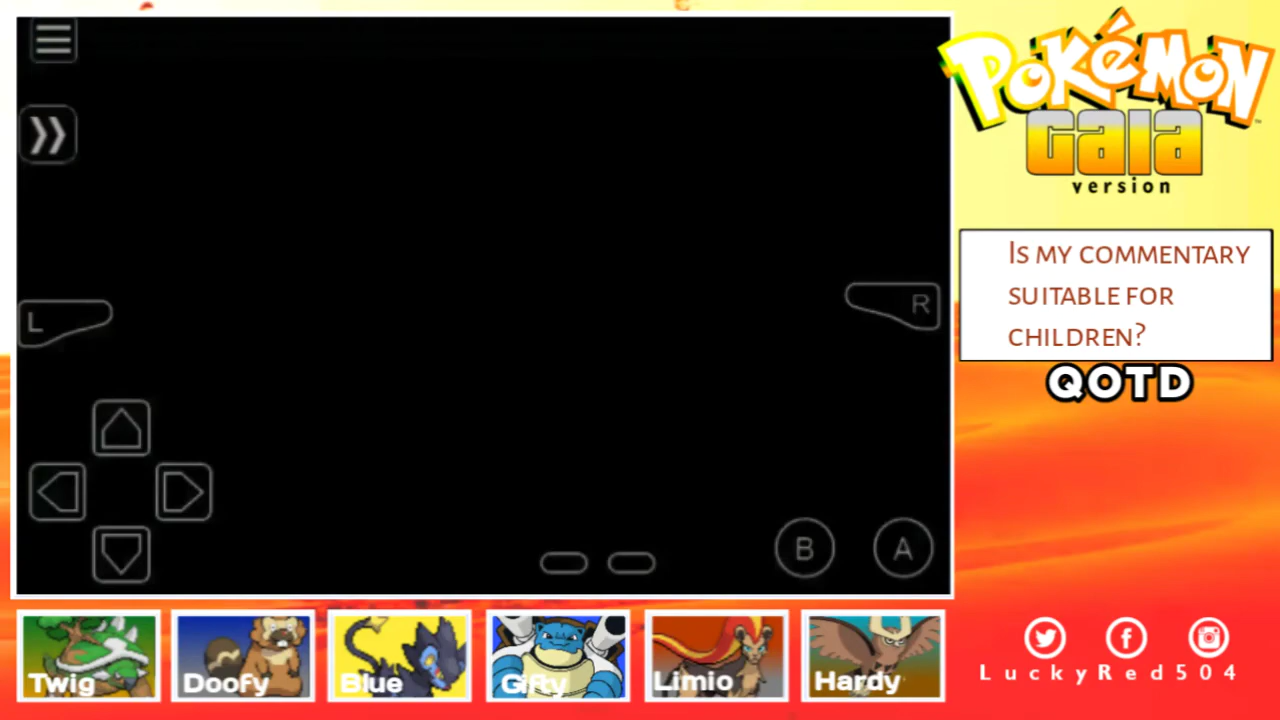 POKéMON
GAIA
version
IS MY COMMENTARY
SUITABLE FOR
CHILDREN?
QOTD
L
R
B
A
Twig
Doofy
Blue
Gifty
Limio
Hardy
LuckyRed504